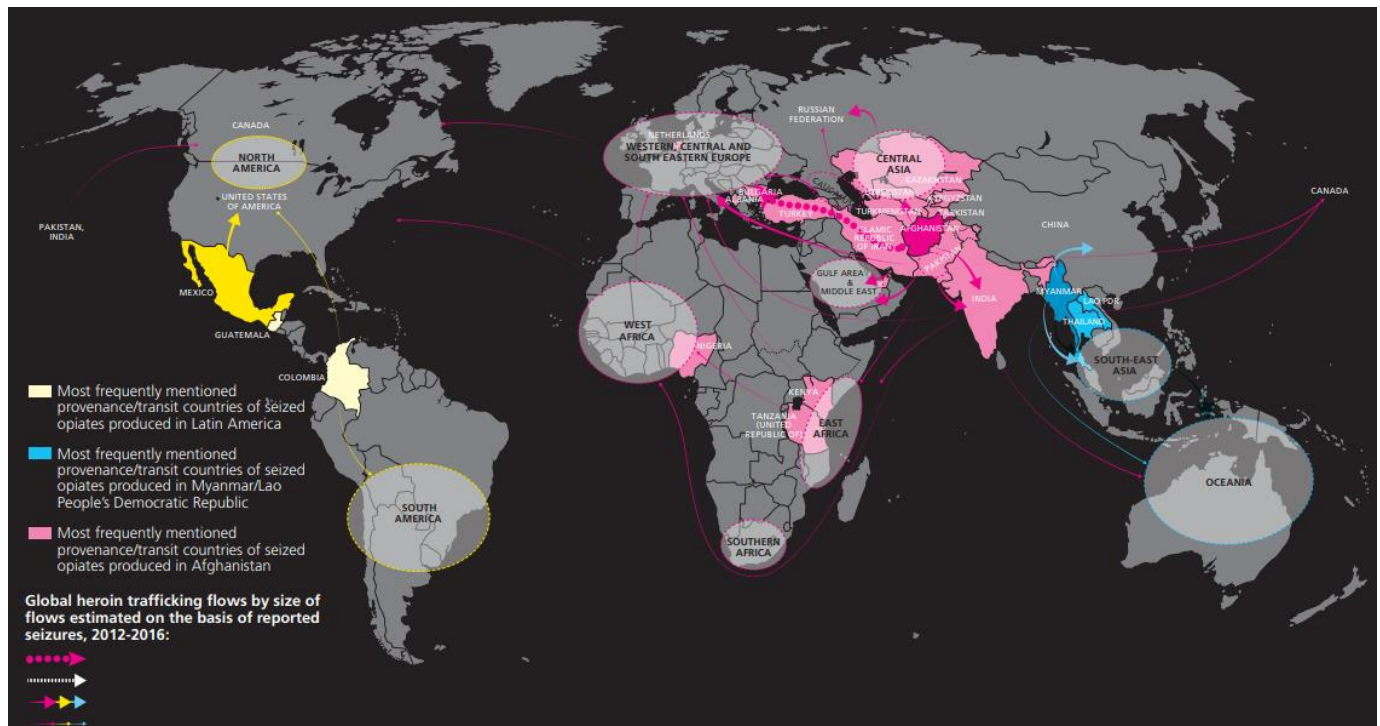 CANADA
NORTH
AMERICA
UNITED STATES
OF AMERICA
PAKISTAN,
INDIA
MEXICO
GUATEMALA
COLOMBIA
SOUTH
AMERICA
NETHERLANDS
WESTERN, CENTRAL AND
SOUTH EASTERN EUROPE
RUSSIAN
FEDERATION
CENTRAL
ASIA
KAZAKHSTAN
UZBEKISTAN
KYRGYZSTAN
CAUCASUS
BULGARIA
ALBANIA
TURKEY
TURKMENISTAN
TAJIKISTAN
ISLAMIC
REPUBLIC
OF IRAN
AFGHANISTAN
PAKISTAN
CHINA
CANADA
GULF AREA
&
MIDDLE EAST
INDIA
MYANMAR
LAO PDR
THAILAND
SOUTH-EAST
ASIA
WEST
AFRICA
NIGERIA
KENYA
TANZANIA
(UNITED
REPUBLIC OF)
EAST
AFRICA
SOUTHERN
AFRICA
OCEANIA
Most frequently mentioned
provenance/transit countries of seized
opiates produced in Latin America
Most frequently mentioned
provenance/transit countries of seized
opiates produced in Myanmar/Lao
People's Democratic Republic
Most frequently mentioned
provenance/transit countries of seized
opiates produced in Afghanistan
Global heroin trafficking flows by size of
flows estimated on the basis of reported
seizures, 2012-2016: